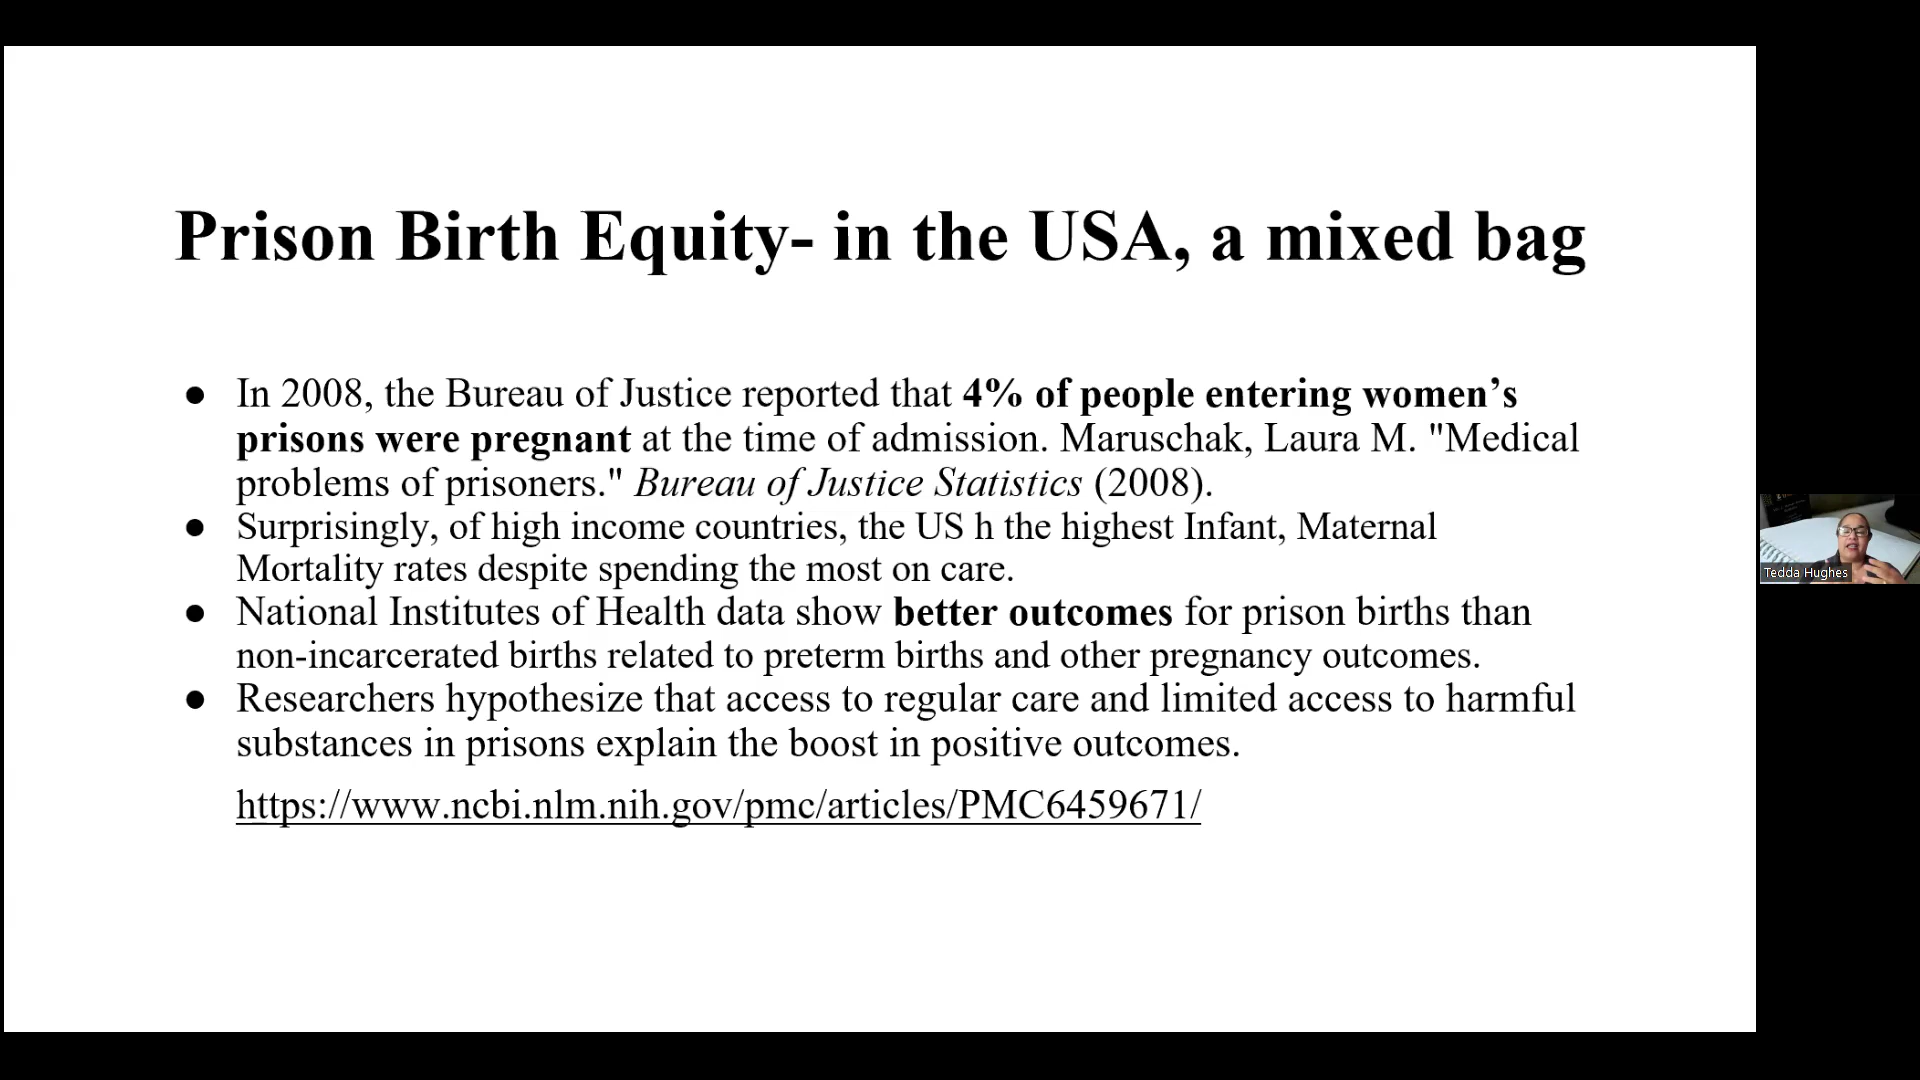 Prison Birth Equity- in the USA, a mixed bag
● In 2008, the Bureau of Justice reported that 4% of people entering women’s
prisons were pregnant at the time of admission. Maruschak, Laura M. "Medical
problems of prisoners." Bureau of Justice Statistics (2008).
● Surprisingly, of high income countries, the US h the highest Infant, Maternal
Mortality rates despite spending the most on care.
● National Institutes of Health data show better outcomes for prison births than
non-incarcerated births related to preterm births and other pregnancy outcomes.
● Researchers hypothesize that access to regular care and limited access to harmful
substances in prisons explain the boost in positive outcomes.
https://www.ncbi.nlm.nih.gov/pmc/articles/PMC6459671/
Tedda Hughes